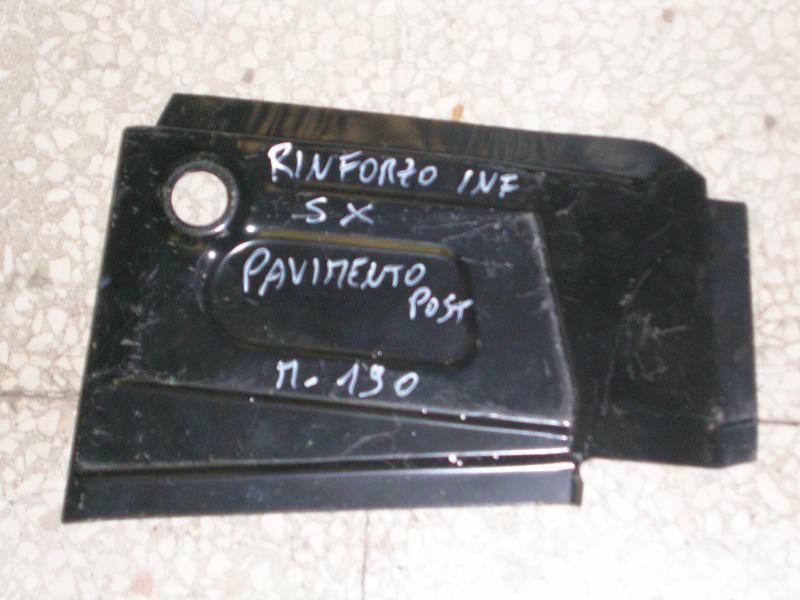 RINFORZO INF
SX
PAVIMENTO
POST
M. 190